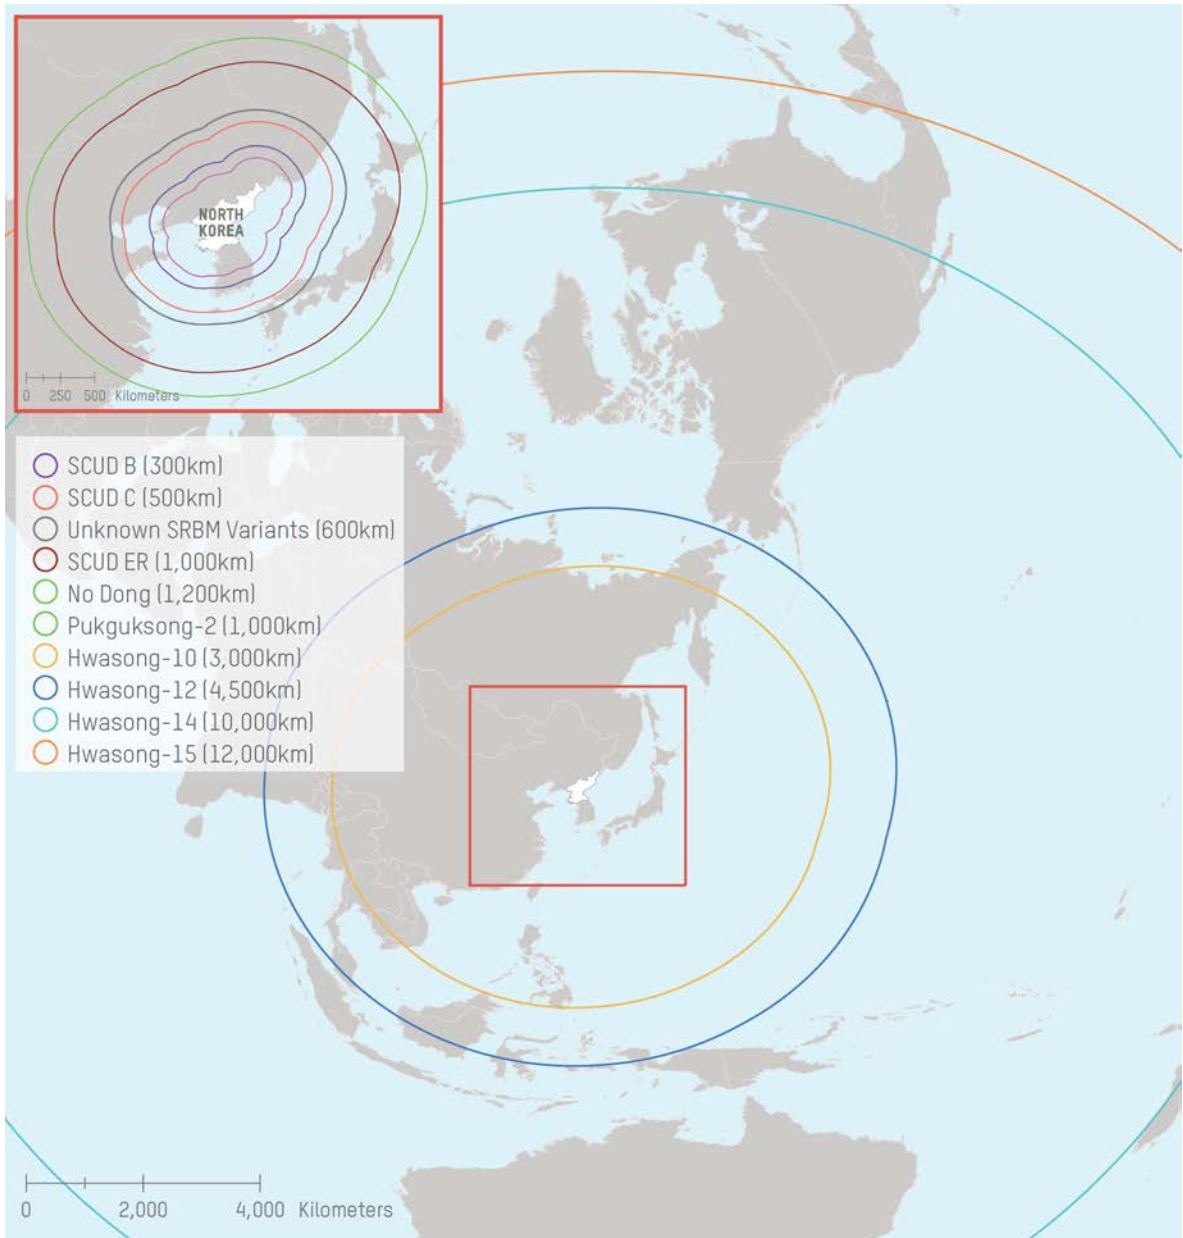 NORTH
KOREA
0 250 500 Kilometers
SCUD B (300km)
SCUD C (500km)
Unknown SRBM Variants (600km)
SCUD ER (1,000km)
No Dong (1,200km)
Pukguksong-2 (1,000km)
Hwasong-10 (3,000km)
Hwasong-12 (4,500km)
Hwasong-14 (10,000km)
Hwasong-15 (12,000km)
0 2,000 4,000 Kilometers